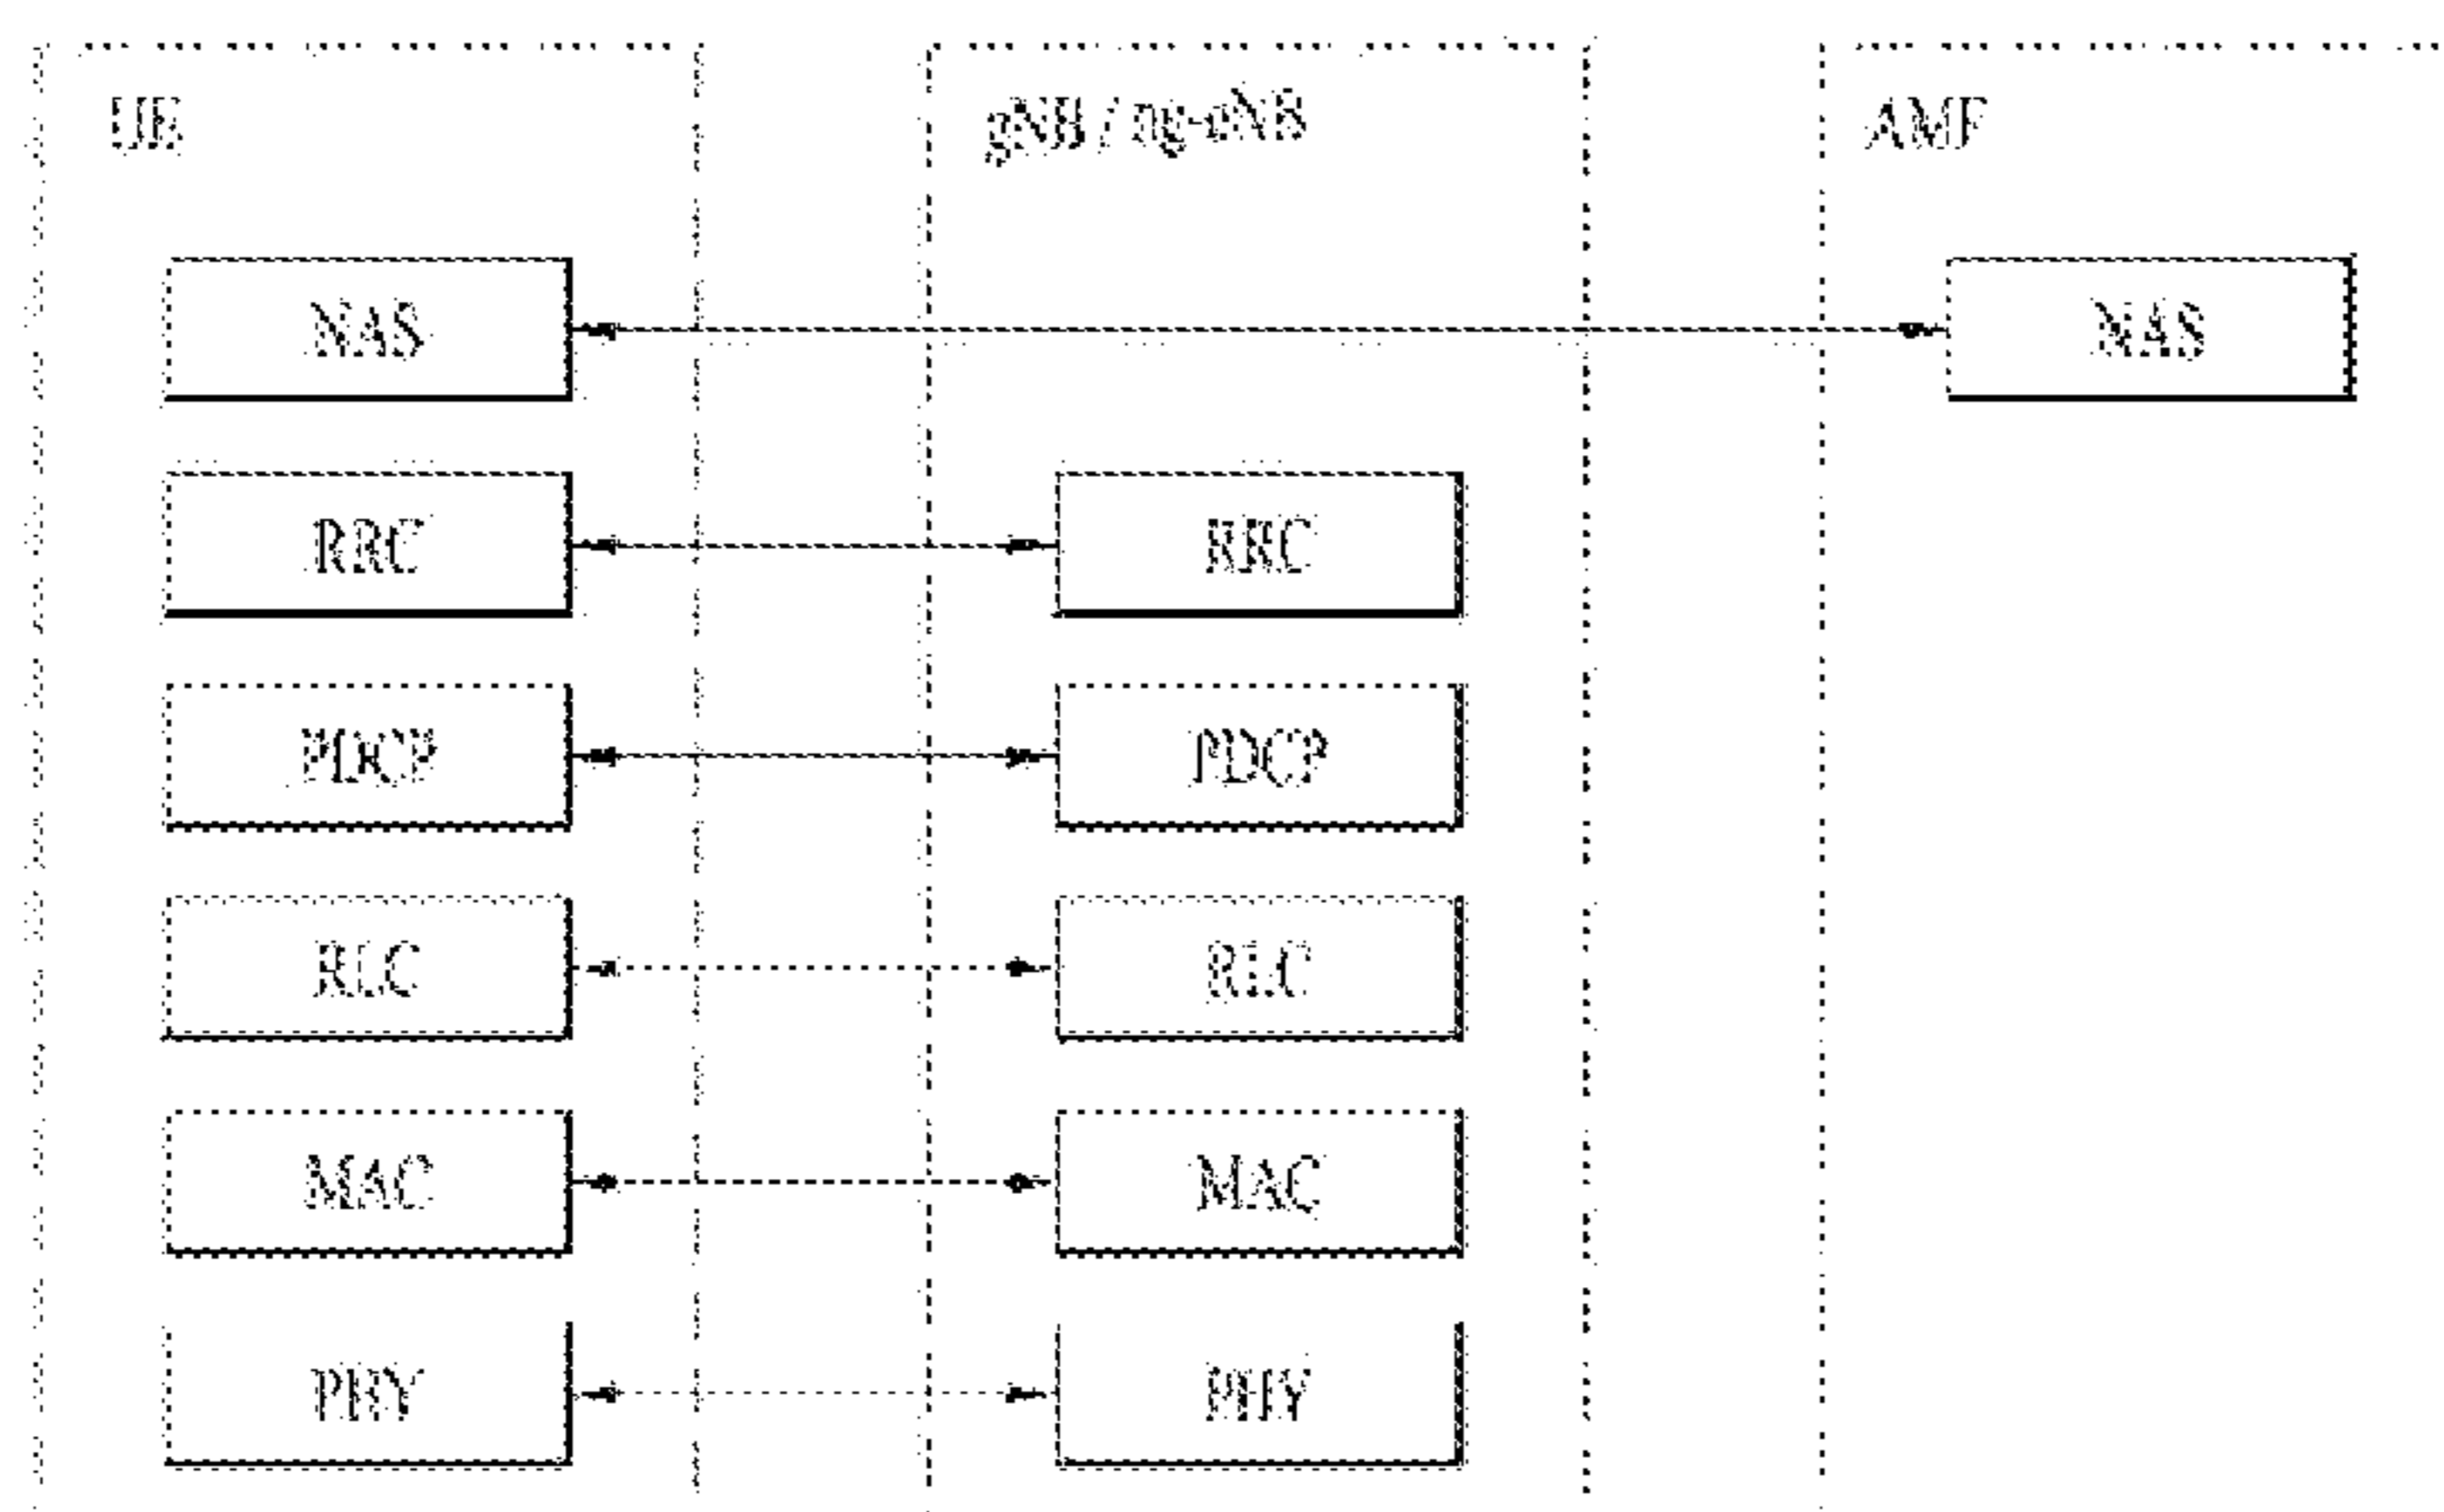 UE
gNB / ng-eNB
AMF
NAS
NAS
RRC
RRC
PDCP
PDCP
RLC
RLC
MAC
MAC
PHY
PHY